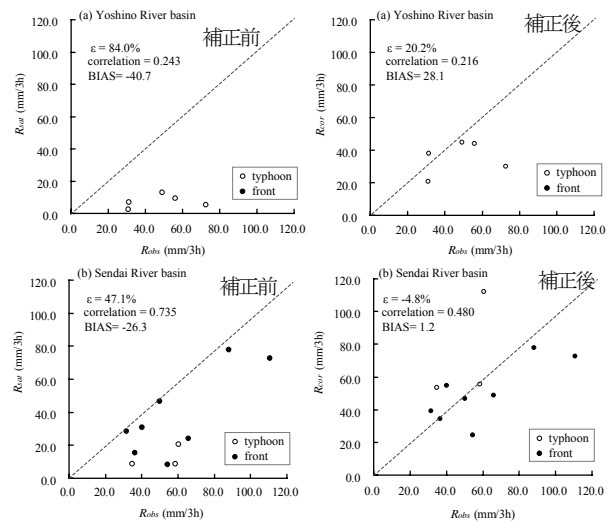 (a) Yoshino River basin
補正前
ε = 84.0%
correlation = 0.243
BIAS= -40.7
120.0
100.0
80.0
60.0
40.0
20.0
0.0
Rsat (mm/3h)
typhoon
front
0.0 20.0 40.0 60.0 80.0 100.0 120.0
Robs (mm/3h)
(a) Yoshino River basin
補正後
ε = 20.2%
correlation = 0.216
BIAS= 28.1
120.0
100.0
80.0
60.0
40.0
20.0
0.0
Rcor (mm/3h)
typhoon
front
0.0 20.0 40.0 60.0 80.0 100.0 120.0
Robs (mm/3h)
(b) Sendai River basin
補正前
ε = 47.1%
correlation = 0.735
BIAS= -26.3
120.0
100.0
80.0
60.0
40.0
20.0
0.0
Rsat (mm/3h)
typhoon
front
0.0 20.0 40.0 60.0 80.0 100.0 120.0
Robs (mm/3h)
(b) Sendai River basin
補正後
ε = -4.8%
correlation = 0.480
BIAS= 1.2
120.0
100.0
80.0
60.0
40.0
20.0
0.0
Rcor (mm/3h)
typhoon
front
0.0 20.0 40.0 60.0 80.0 100.0 120.0
Robs (mm/3h)